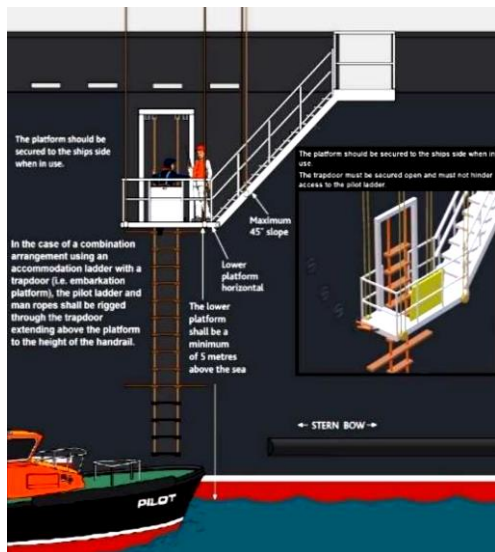 The platform should be
secured to the ships side
when in use.
The platform should be secured to the ships side when in
use.
The trapdoor must be secured open and must not hinder
access to the pilot ladder.
Maximum
45° slope
In the case of a combination
arrangement using an
accommodation ladder with a
trapdoor (i.e. embarkation
platform), the pilot ladder and
man ropes shall be rigged
through the trapdoor
extending above the platform
to the height of the handrail.
Lower
platform
horizontal
The lower
platform
shall be a
minimum
of 5 metres
above the sea
STERN BOW
PILOT